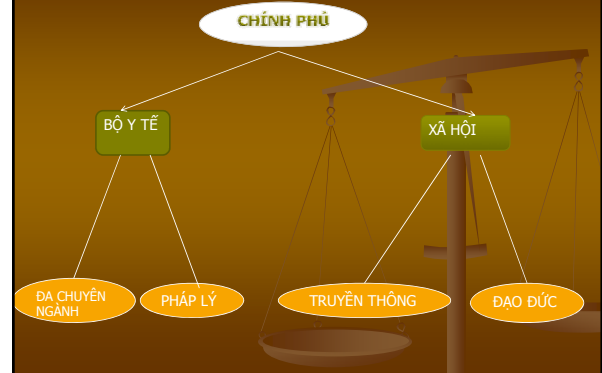 CHÍNH PHỦ
BỘ Y TẾ
XÃ HỘI
ĐA CHUYÊN
NGÀNH
PHÁP LÝ
TRUYỀN THÔNG
ĐẠO ĐỨC